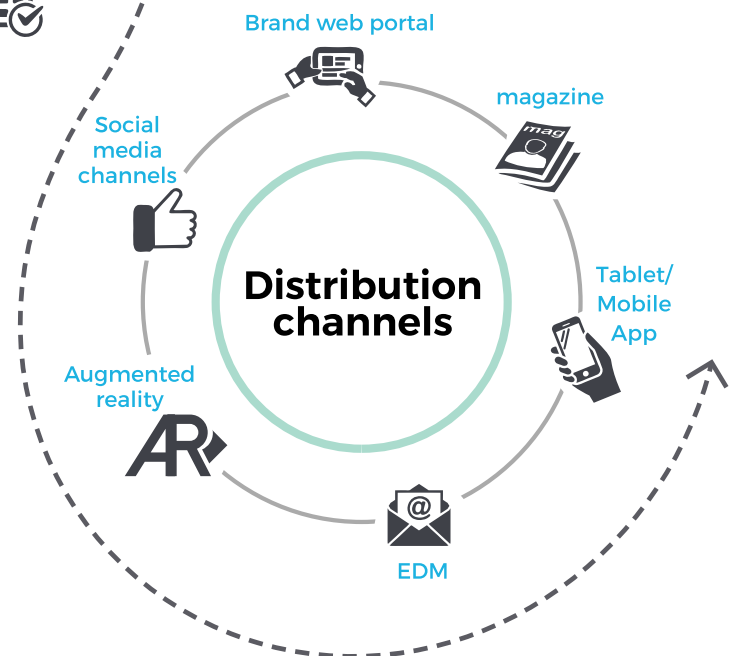 Brand web portal
magazine
mag
Social
media
channels
Distribution
channels
Tablet/
Mobile
App
Augmented
reality
AR
@
EDM